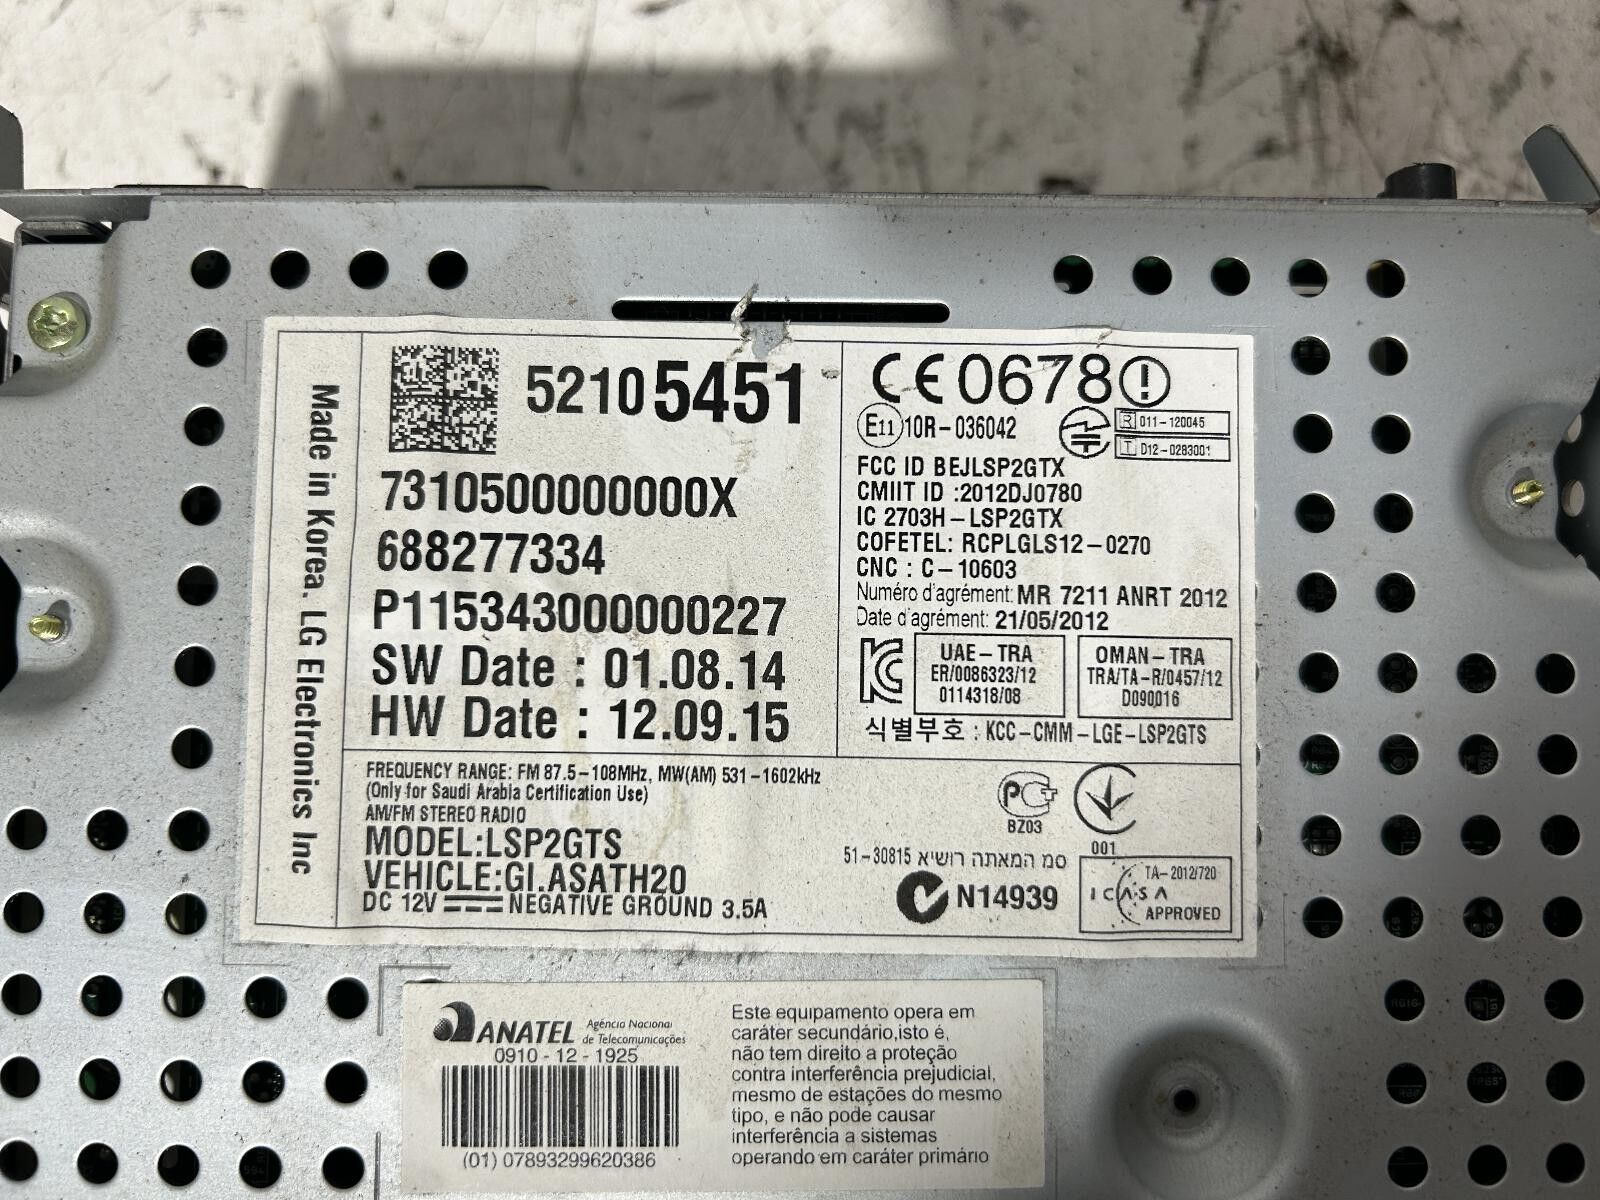 Made in Korea. LG Electronics Inc
52105451
7310500000000X
688277334
P115343000000227
SW Date : 01.08.14
HW Date : 12.09.15
CE0678
E11 10R-036042
R 011-120045
T D12-0283001
FCC ID BEJLSP2GTX
CMIIT ID :2012DJ0780
IC 2703H-LSP2GTX
COFETEL: RCPLGLS12-0270
CNC : C-10603
Numéro d'agrément: MR 7211 ANRT 2012
Date d'agrément: 21/05/2012
UAE-TRA
ER/0086323/12
0114318/08
OMAN-TRA
TRA/TA-R/0457/12
D090016
식별부호 : KCC-CMM-LGE-LSP2GTS
FREQUENCY RANGE: FM 87.5-108MHz, MW(AM) 531-1602kHz
(Only for Saudi Arabia Certification Use)
AM/FM STEREO RADIO
MODEL:LSP2GTS
VEHICLE:GI.ASATH20
DC 12V NEGATIVE GROUND 3.5A
BZ03
001
51-30815 סמ המאתה רושיא
N14939
TA-2012/720
ICASA
APPROVED
ANATEL Agência Nacional
de Telecomunicações
0910-12-1925
(01) 07893299620386
Este equipamento opera em
caráter secundário,isto é,
não tem direito a proteção
contra interferência prejudicial,
mesmo de estações do mesmo
tipo, e não pode causar
interferência a sistemas
operando em caráter primário